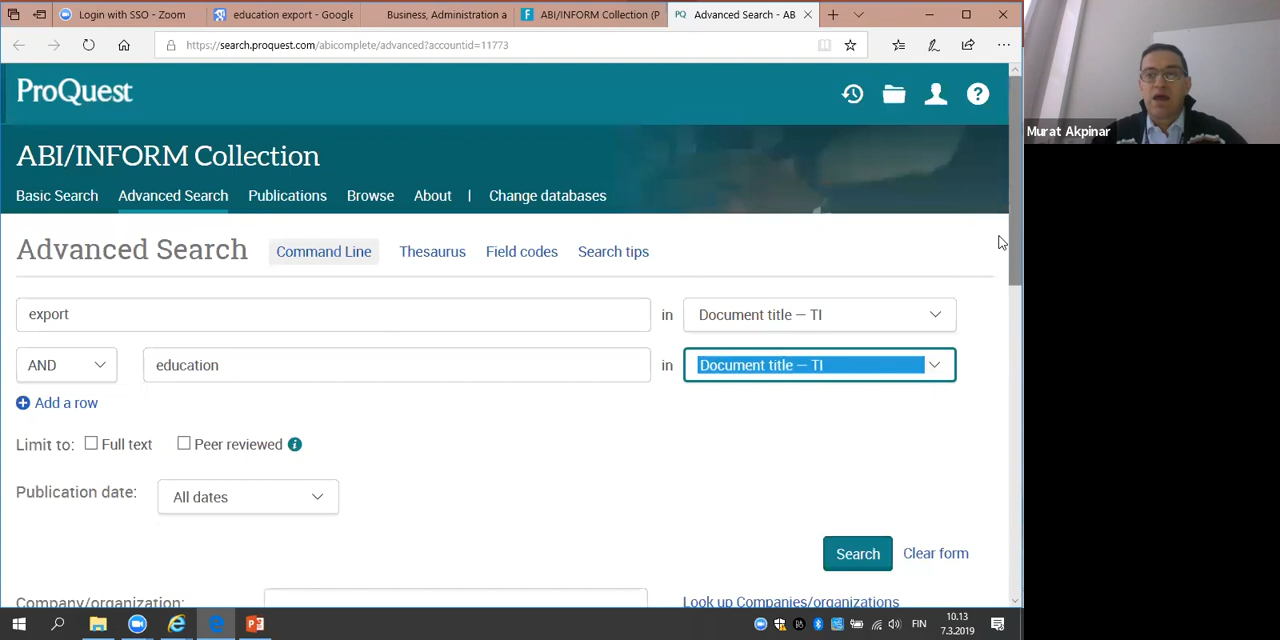 Login with SSO - Zoom
education export - Google
Business, Administration a
ABI/INFORM Collection (P
PQ Advanced Search - AB
https://search.proquest.com/abicomplete/advanced?accountid=11773
ProQuest
?
Murat Akpinar
ABI/INFORM Collection
Basic Search Advanced Search Publications Browse About | Change databases
Advanced Search Command Line Thesaurus Field codes Search tips
export in Document title — TI
AND education in Document title — TI
Add a row
Limit to: Full text Peer reviewed i
Publication date: All dates
Search Clear form
Company/organization: Look up Companies/organizations
FIN
10.13
7.3.2019